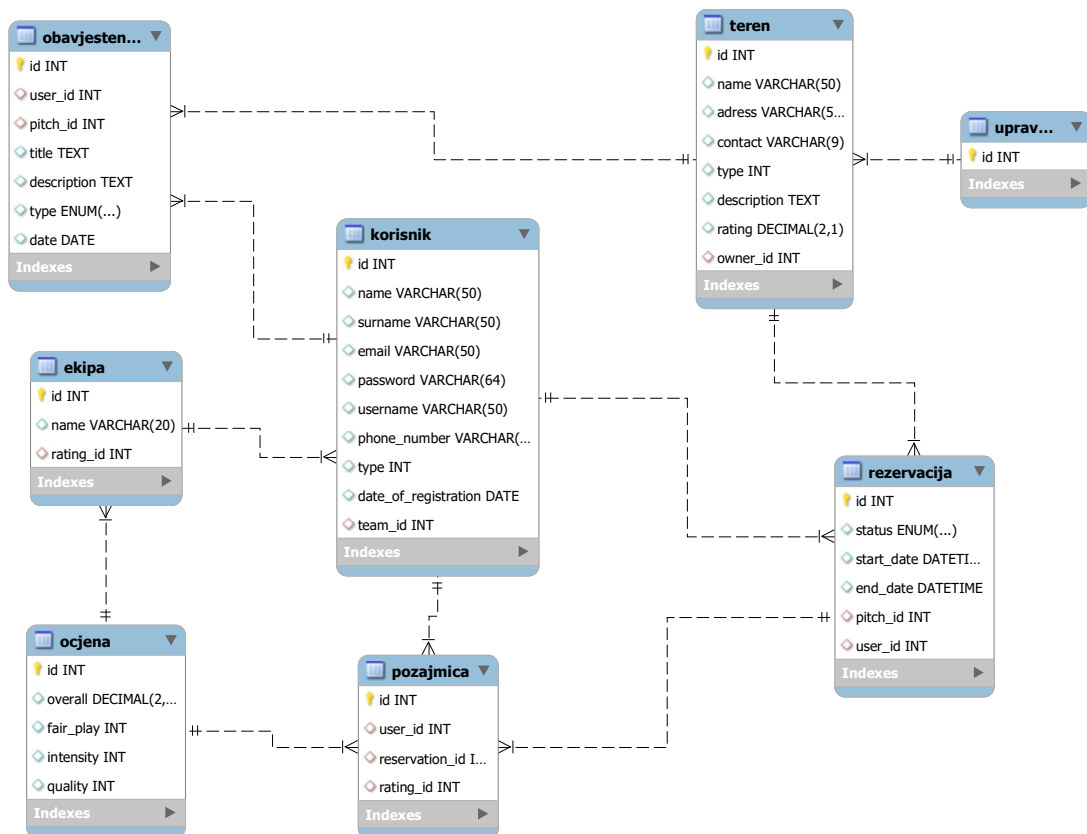 obavjesten...
id INT
user_id INT
pitch_id INT
title TEXT
description TEXT
type ENUM(...)
date DATE
Indexes
teren
id INT
name VARCHAR(50)
adress VARCHAR(5...
contact VARCHAR(9)
type INT
description TEXT
rating DECIMAL(2,1)
owner_id INT
Indexes
uprav...
id INT
Indexes
korisnik
id INT
name VARCHAR(50)
surname VARCHAR(50)
email VARCHAR(50)
password VARCHAR(64)
username VARCHAR(50)
phone_number VARCHAR(...
type INT
date_of_registration DATE
team_id INT
Indexes
ekipa
id INT
name VARCHAR(20)
rating_id INT
Indexes
rezervacija
id INT
status ENUM(...)
start_date DATETI...
end_date DATETIME
pitch_id INT
user_id INT
Indexes
ocjena
id INT
overall DECIMAL(2,...
fair_play INT
intensity INT
quality INT
Indexes
pozajmica
id INT
user_id INT
reservation_id I...
rating_id INT
Indexes